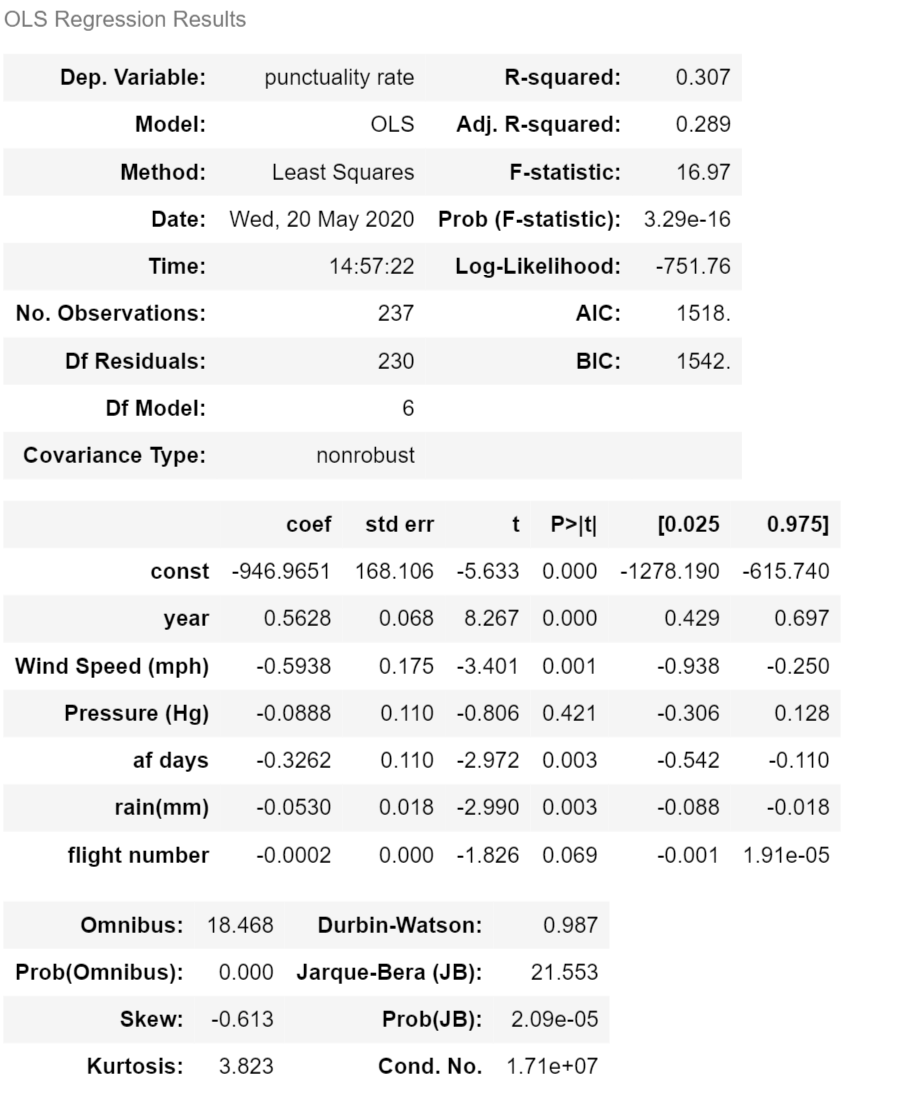 OLS Regression Results
Dep. Variable: punctuality rate R-squared: 0.307
Model: OLS Adj. R-squared: 0.289
Method: Least Squares F-statistic: 16.97
Date: Wed, 20 May 2020 Prob (F-statistic): 3.29e-16
Time: 14:57:22 Log-Likelihood: -751.76
No. Observations: 237 AIC: 1518.
Df Residuals: 230 BIC: 1542.
Df Model: 6
Covariance Type: nonrobust
coef std err t P>|t| [0.025 0.975]
const -946.9651 168.106 -5.633 0.000 -1278.190 -615.740
year 0.5628 0.068 8.267 0.000 0.429 0.697
Wind Speed (mph) -0.5938 0.175 -3.401 0.001 -0.938 -0.250
Pressure (Hg) -0.0888 0.110 -0.806 0.421 -0.306 0.128
af days -0.3262 0.110 -2.972 0.003 -0.542 -0.110
rain(mm) -0.0530 0.018 -2.990 0.003 -0.088 -0.018
flight number -0.0002 0.000 -1.826 0.069 -0.001 1.91e-05
Omnibus: 18.468 Durbin-Watson: 0.987
Prob(Omnibus): 0.000 Jarque-Bera (JB): 21.553
Skew: -0.613 Prob(JB): 2.09e-05
Kurtosis: 3.823 Cond. No. 1.71e+07